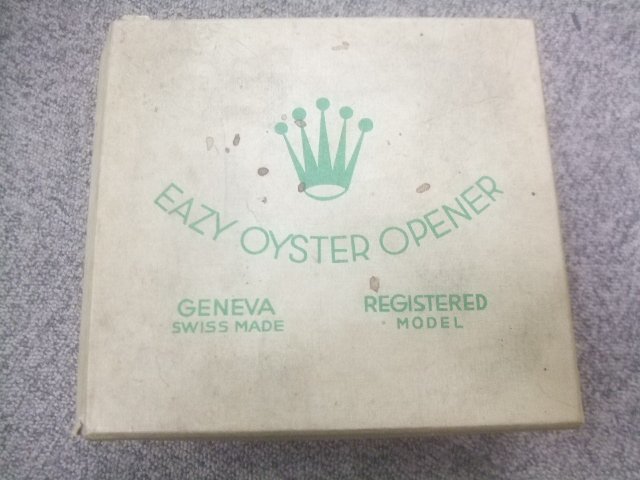 EAZY OYSTER OPENER
GENEVA
SWISS MADE
REGISTERED
MODEL